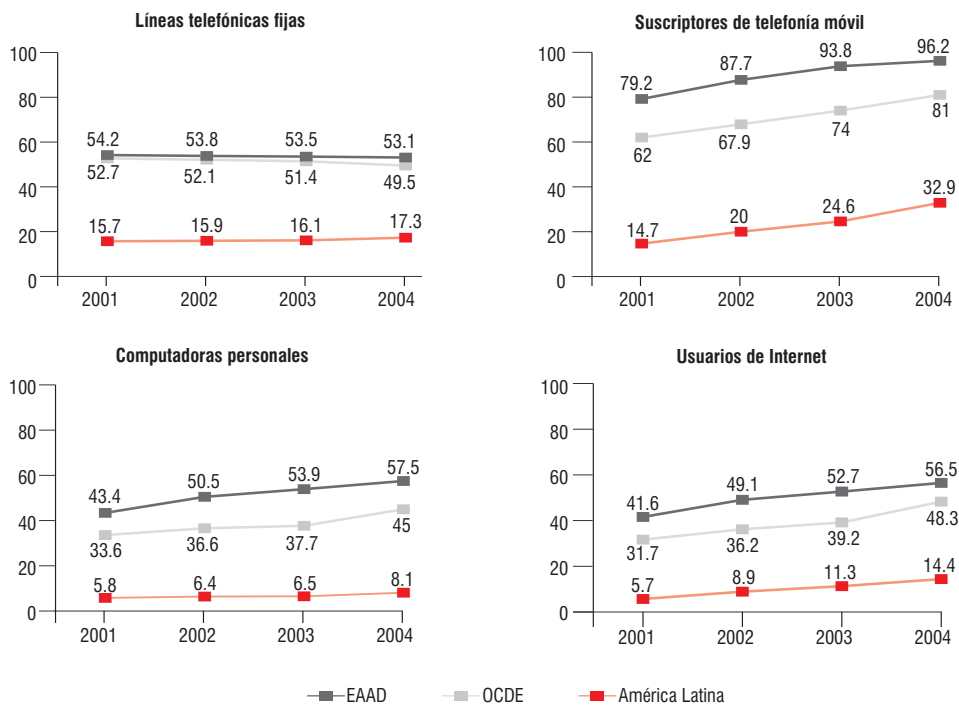 Líneas telefónicas fijas
100
80
60
40
20
0
54.2 53.8 53.5 53.1
52.7 52.1 51.4 49.5
15.7 15.9 16.1 17.3
2001 2002 2003 2004
Suscriptores de telefonía móvil
100
80
60
40
20
0
79.2 87.7 93.8 96.2
62 67.9 74 81
14.7 20 24.6 32.9
2001 2002 2003 2004
Computadoras personales
100
80
60
40
20
0
43.4 50.5 53.9 57.5
33.6 36.6 37.7 45
5.8 6.4 6.5 8.1
2001 2002 2003 2004
Usuarios de Internet
100
80
60
40
20
0
41.6 49.1 52.7 56.5
31.7 36.2 39.2 48.3
5.7 8.9 11.3 14.4
2001 2002 2003 2004
EAAD OCDE América Latina